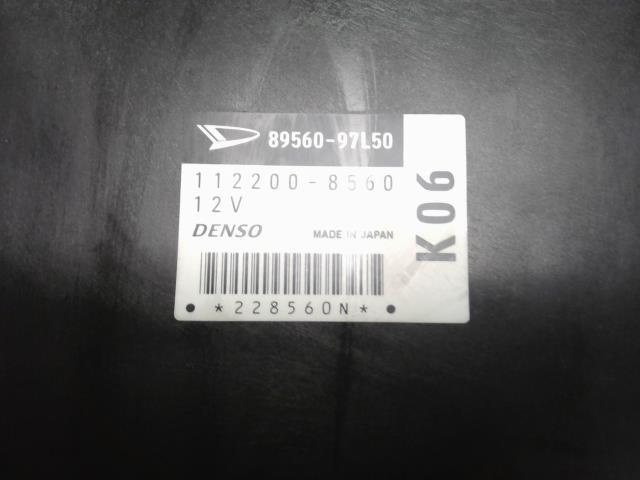 89560-97L50
112200-8560
12V
DENSO MADE IN JAPAN
*228560N*
K06